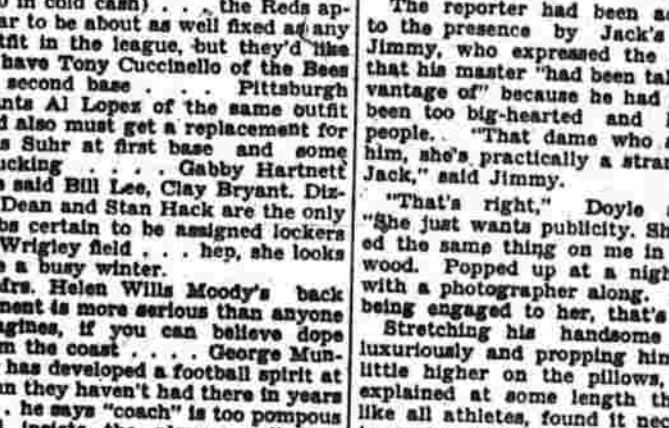 in cold cash) . . . the Reds ap-
ar to be about as well fixed as any
tfit in the league, but they'd like
have Tony Cuccinello of the Bees
second base . . . Pittsburgh
nts Al Lopez of the same outfit
d also must get a replacement for
s Suhr at first base and some
ucking . . . . Gabby Hartnett
said Bill Lee, Clay Bryant. Diz-
Dean and Stan Hack are the only
bs certain to be assigned lockers
Wrigley field . . . hep, she looks
e a busy winter.
Mrs. Helen Wills Moody's back
ment is more serious than anyone
agines, if you can believe dope
m the coast . . . . George Mun-
has developed a football spirit at
nn they haven't had there in years
. he says "coach" is too pompous
The reporter had been a
to the presence by Jack's
Jimmy, who expressed the
that his master "had been ta
vantage of" because he had
been too big-hearted and
people. "That dame who
him, she's practically a stra
Jack," said Jimmy.
"That's right," Doyle
"She just wants publicity. Sh
ed the same thing on me in
wood. Popped up at a nig
with a photographer along.
being engaged to her, that's
Stretching his handsome
luxuriously and propping him
little higher on the pillows,
explained at some length th
like all athletes, found it ne